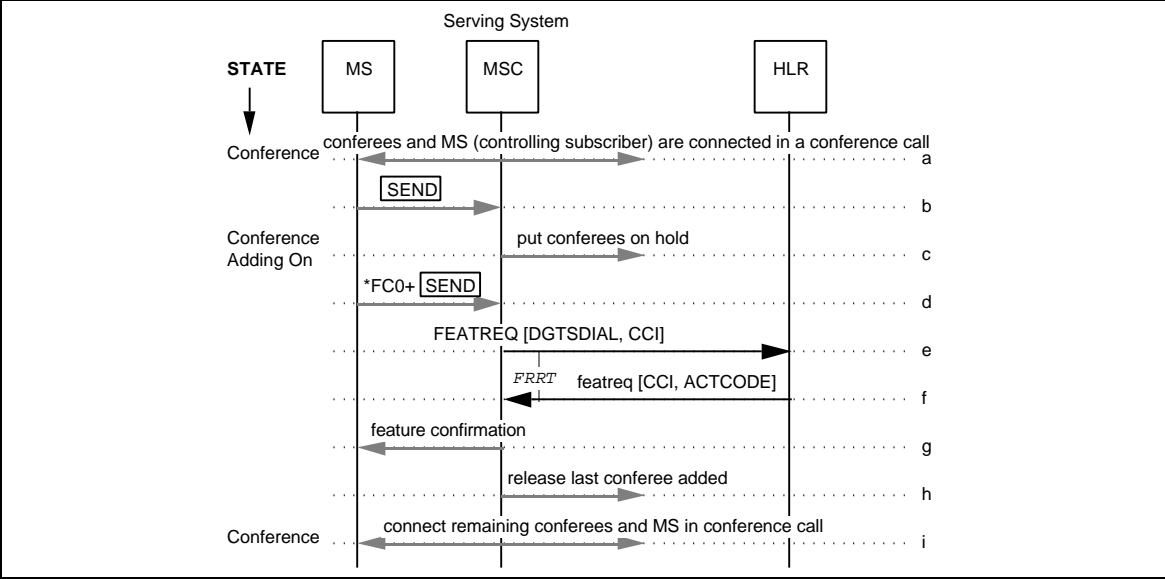 Serving System
STATE
MS
MSC
HLR
conferees and MS (controlling subscriber) are connected in a conference call
Conference
a
SEND
b
Conference
Adding On
put conferees on hold
c
*FC0+ SEND
d
FEATREQ [DGTSDIAL, CCI]
e
FRRT
featreq [CCI, ACTCODE]
f
feature confirmation
g
release last conferee added
h
Conference
connect remaining conferees and MS in conference call
i